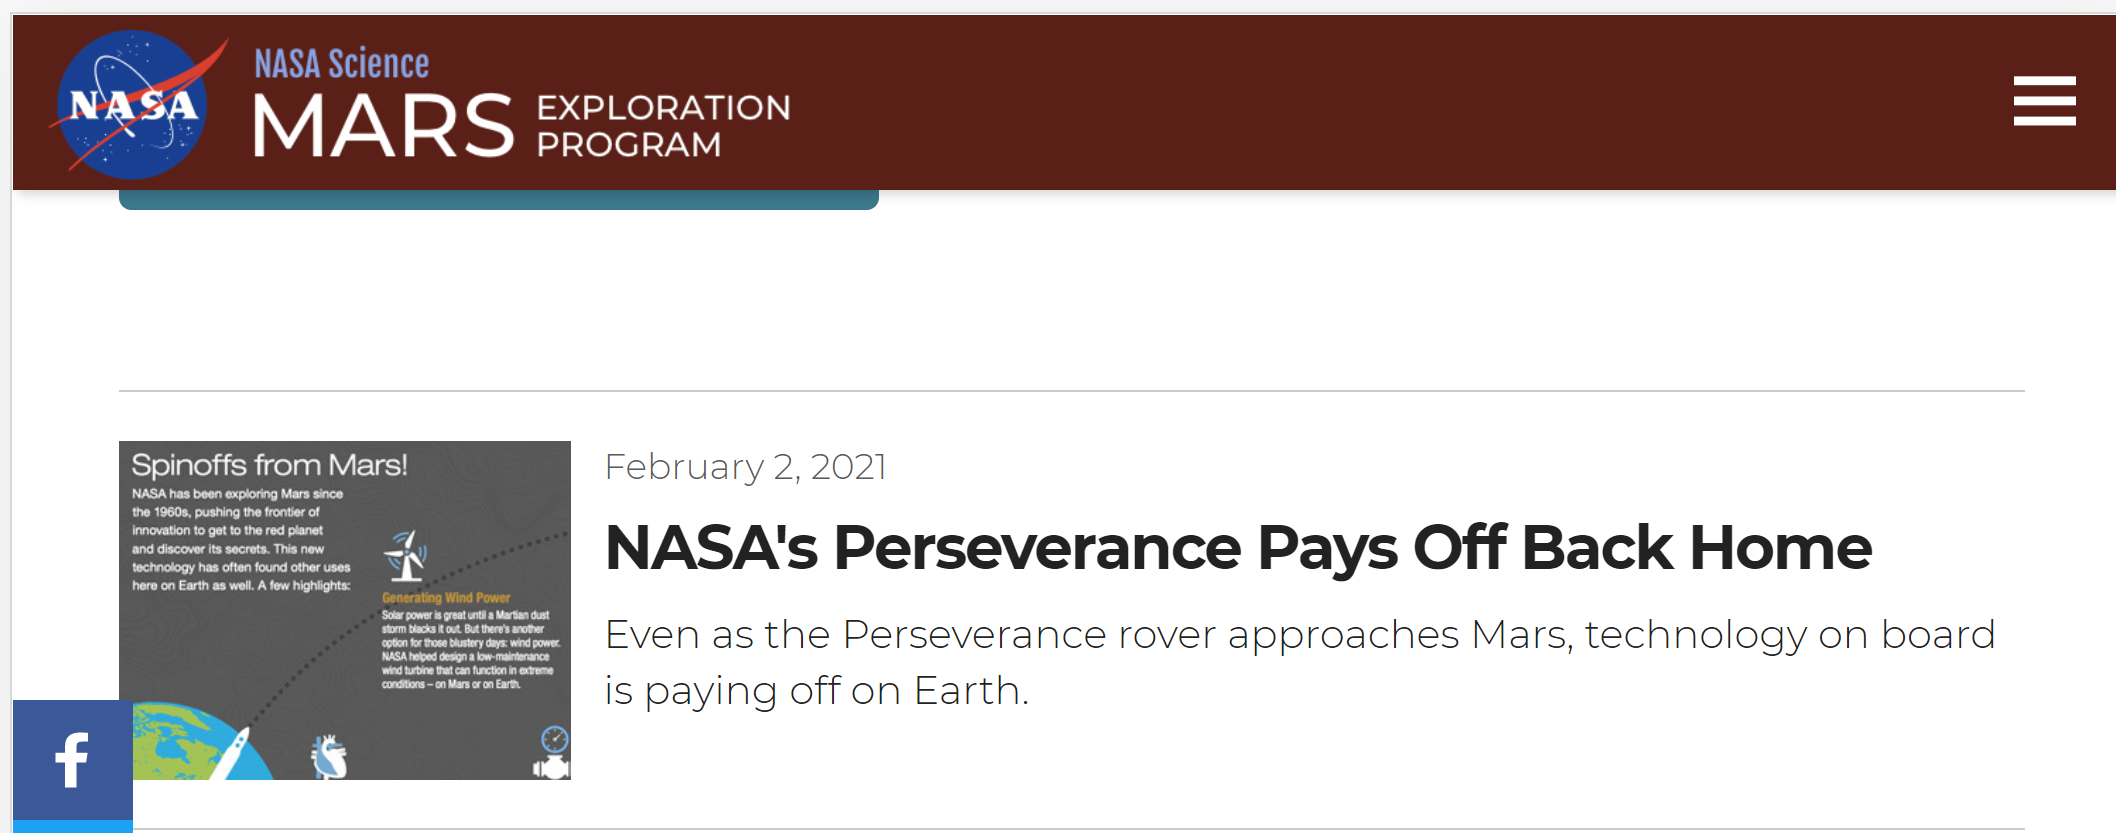 NASA
NASA Science
MARS EXPLORATION
PROGRAM
Spinoffs from Mars!
NASA has been exploring Mars since
the 1960s, pushing the frontier of
innovation to get to the red planet
and discover its secrets. This new
technology has often found other uses
here on Earth as well. A few highlights:
Generating Wind Power
Solar power is great until a Martian dust
storm blacks it out. But there's another
option for those blustery days: wind power.
NASA helped design a low-maintenance
wind turbine that can function in extreme
conditions – on Mars or on Earth.
February 2, 2021
NASA's Perseverance Pays Off Back Home
Even as the Perseverance rover approaches Mars, technology on board
is paying off on Earth.
f